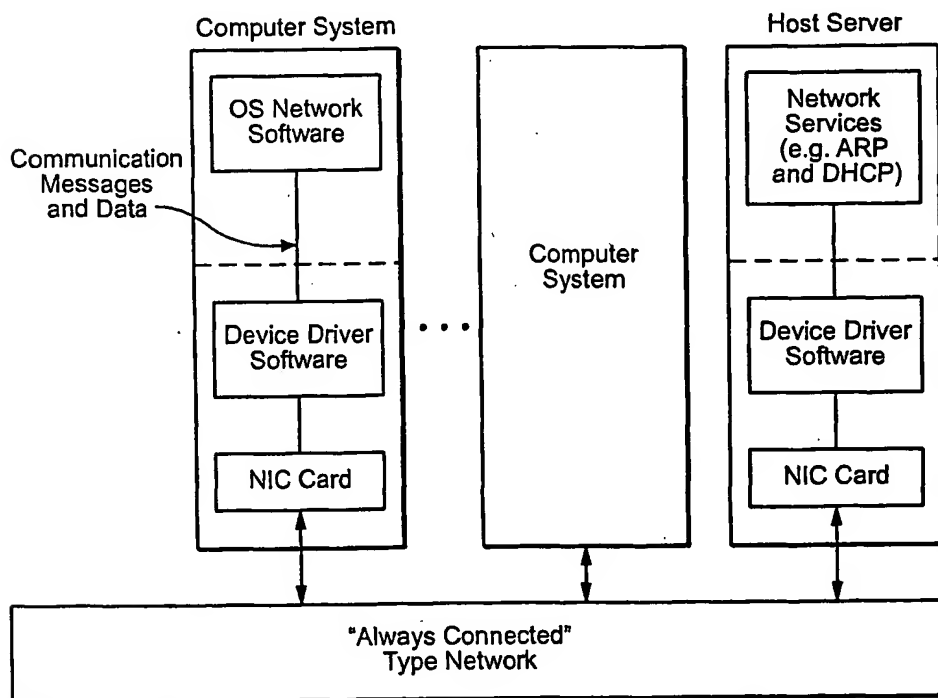 Computer System
Host Server
OS Network
Software
Communication
Messages
and Data
Device Driver
Software
NIC Card
Computer
System
Network
Services
(e.g. ARP
and DHCP)
Device Driver
Software
NIC Card
"Always Connected"
Type Network